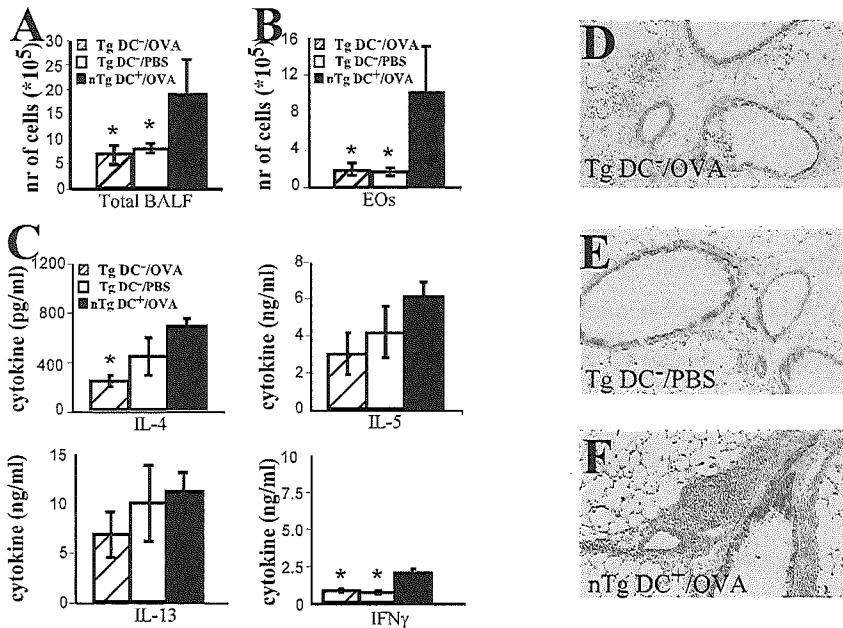 A
nr of cells (*10⁵)
30
25
20
15
10
5
0
Tg DC⁻/OVA
Tg DC⁻/PBS
nTg DC⁺/OVA
*
*
Total BALF
B
nr of cells (*10⁵)
16
12
8
4
0
Tg DC⁻/OVA
Tg DC⁻/PBS
nTg DC⁺/OVA
*
*
EOs
C
cytokine (pg/ml)
1200
800
400
0
Tg DC⁻/OVA
Tg DC⁻/PBS
nTg DC⁺/OVA
*
IL-4
cytokine (ng/ml)
8
6
4
2
0
IL-5
cytokine (ng/ml)
15
10
5
0
IL-13
cytokine (ng/ml)
10
7.5
5
2.5
0
*
*
IFNγ
D
Tg DC⁻/OVA
E
Tg DC⁻/PBS
F
nTg DC⁺/OVA